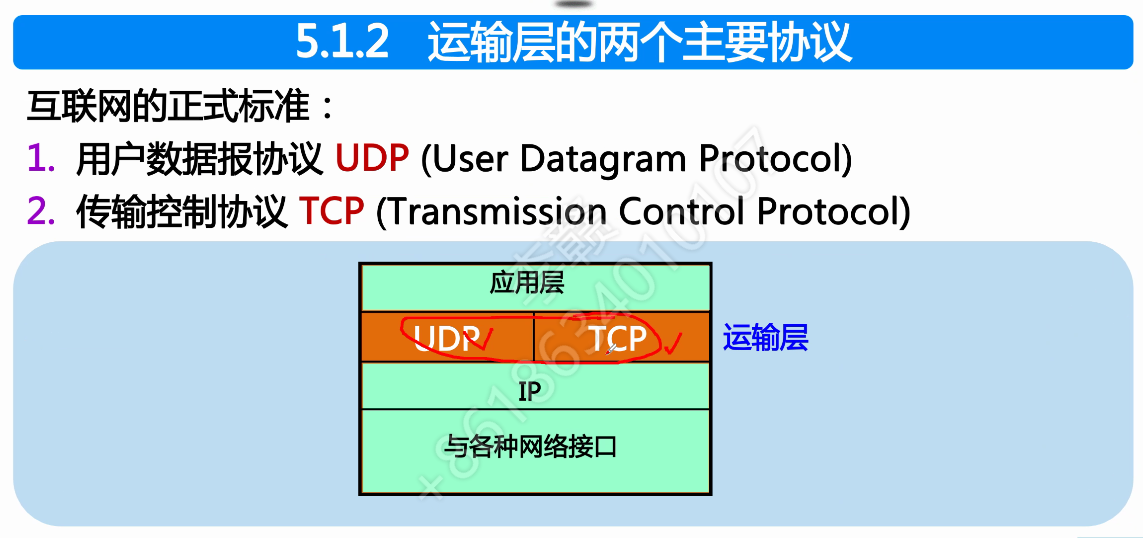 5.1.2 运输层的两个主要协议
互联网的正式标准：
1. 用户数据报协议 UDP (User Datagram Protocol)
2. 传输控制协议 TCP (Transmission Control Protocol)
应用层
UDP TCP 运输层
IP
与各种网络接口
李赣
+8618634010107